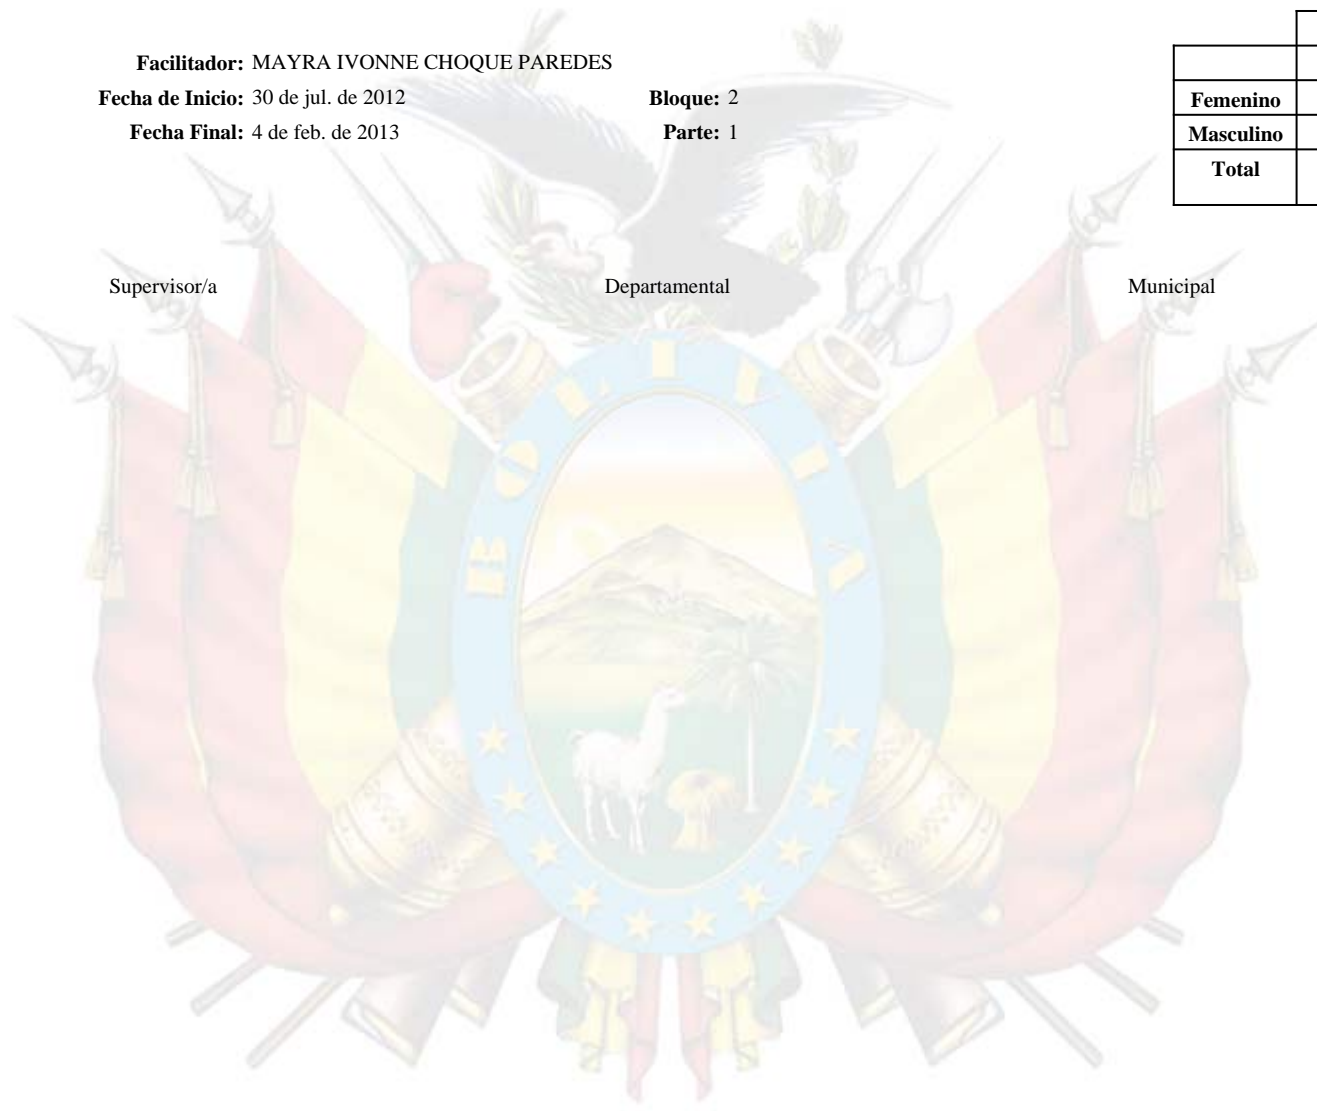 Facilitador: MAYRA IVONNE CHOQUE PAREDES
Fecha de Inicio: 30 de jul. de 2012 Bloque: 2
Fecha Final: 4 de feb. de 2013 Parte: 1
Femenino
Masculino
Total
Supervisor/a Departamental Municipal
BOLIVIA